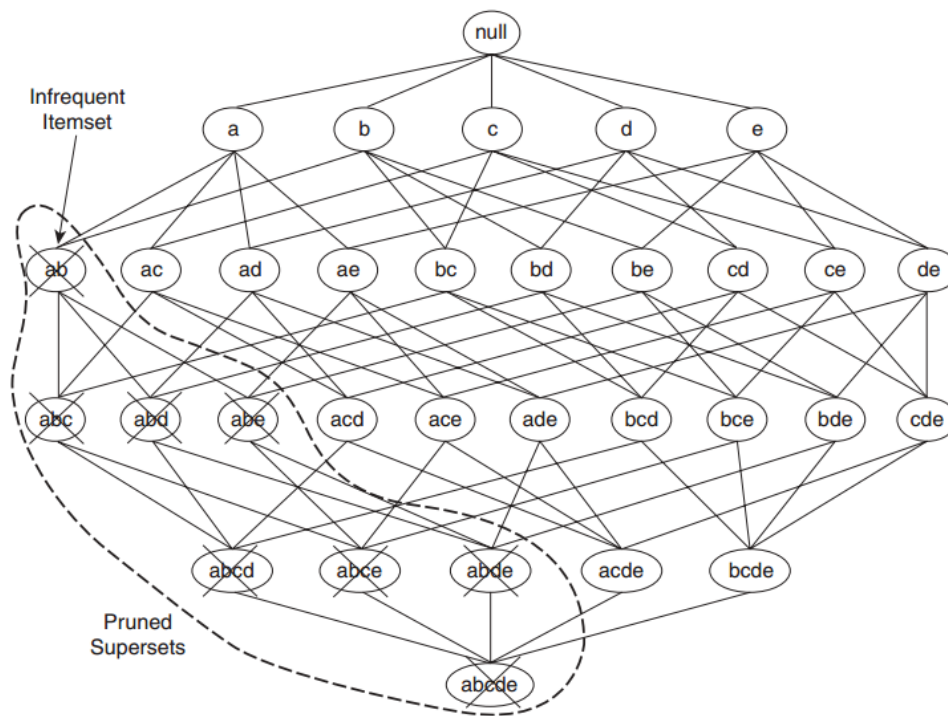 null
Infrequent
Itemset
a b c d e
ab ac ad ae bc bd be cd ce de
abc abd abe acd ace ade bcd bce bde cde
abcd abce abde acde bcde
Pruned
Supersets
abcde